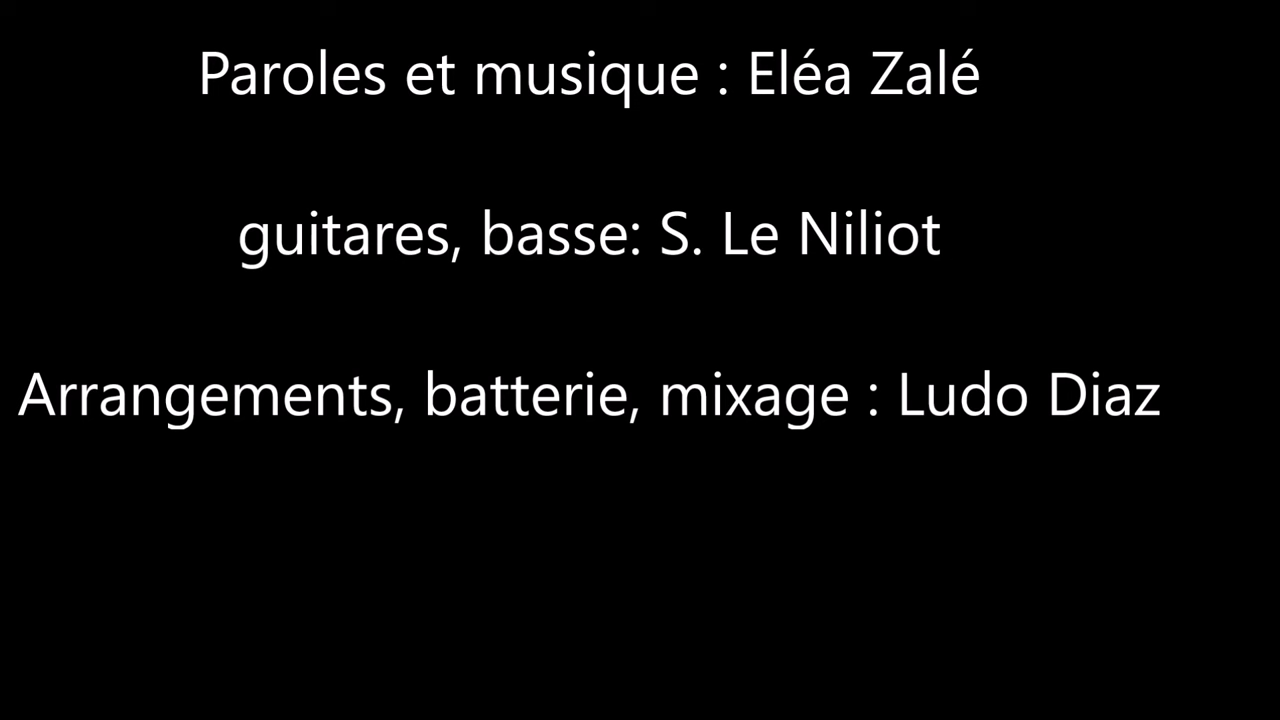 Paroles et musique : Eléa Zalé
guitares, basse: S. Le Niliot
Arrangements, batterie, mixage : Ludo Diaz